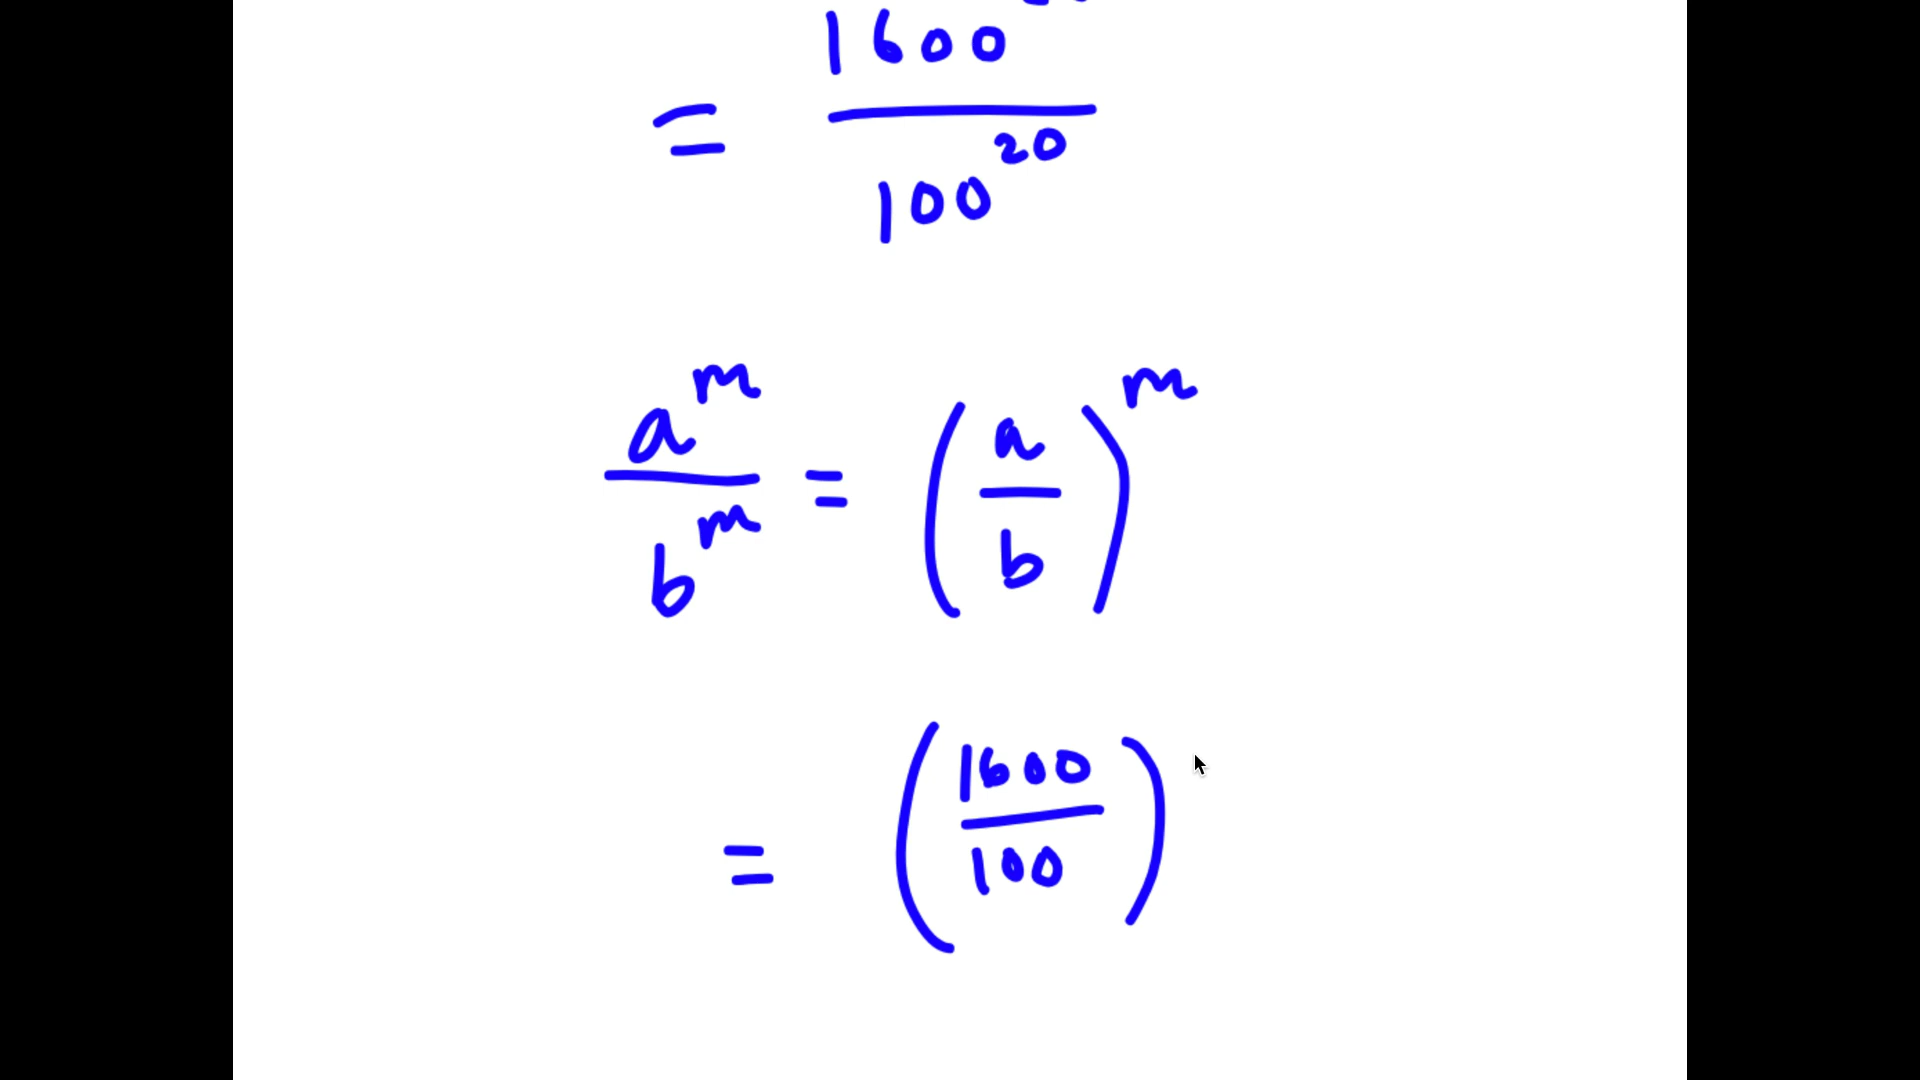 = 1600 / 100^20
a^m / b^m = (a / b)^m
= (1600 / 100)